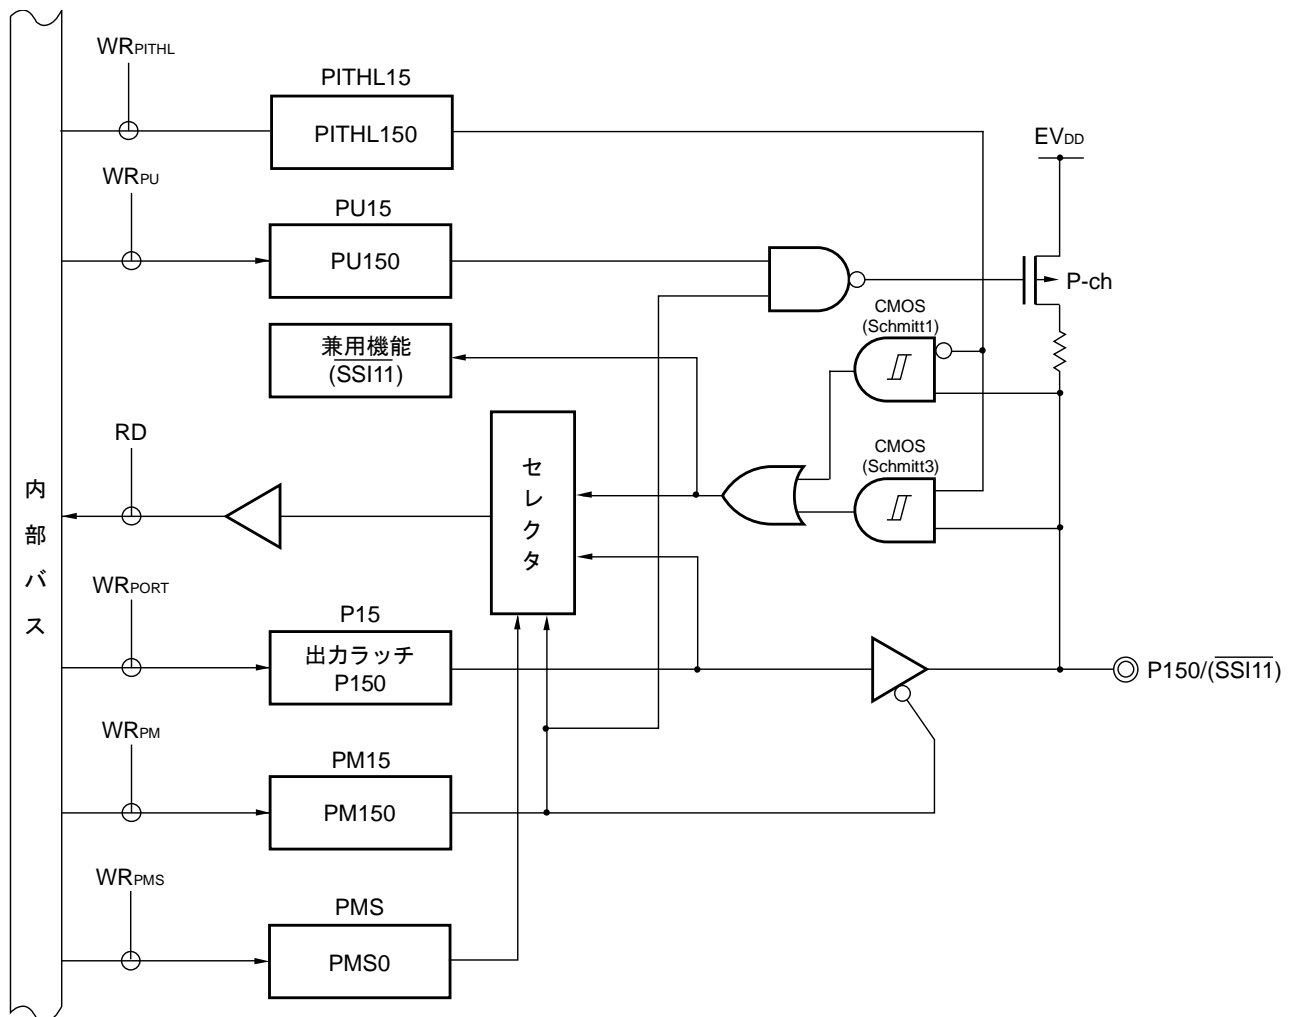 WRPITHL
PITHL15
PITHL150
WRPU
PU15
PU150
EVDD
P-ch
兼用機能
(SSI11)
CMOS
(Schmitt1)
CMOS
(Schmitt3)
RD
セレクタ
内部バス
WRPORT
P15
出力ラッチ
P150
P150/(SSI11)
WRPM
PM15
PM150
WRPMS
PMS
PMS0